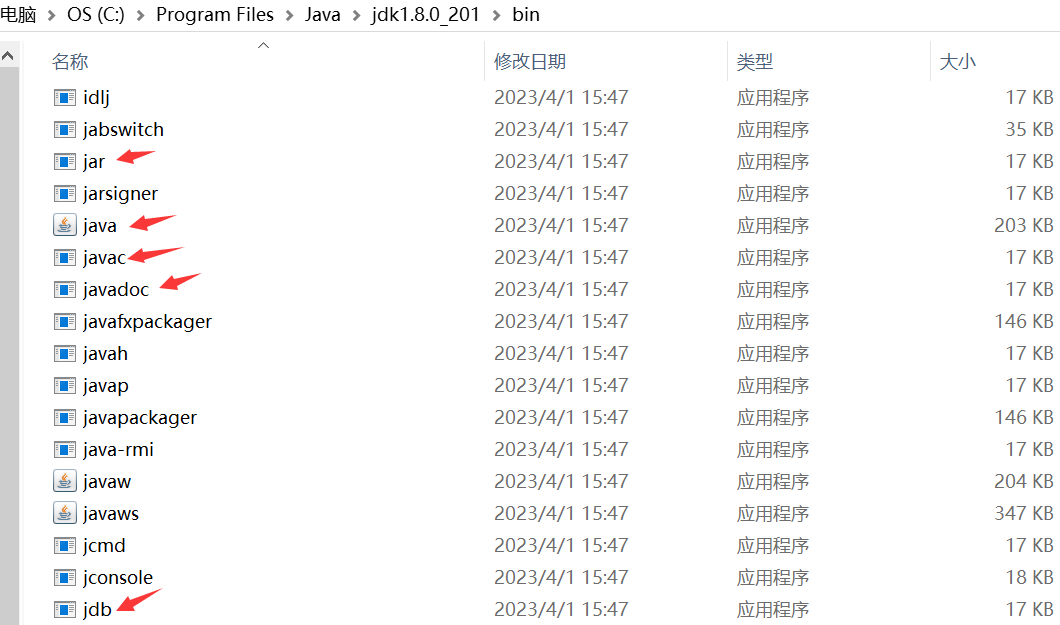 电脑 > OS (C:) > Program Files > Java > jdk1.8.0_201 > bin
名称 修改日期 类型 大小
idlj 2023/4/1 15:47 应用程序 17 KB
jabswitch 2023/4/1 15:47 应用程序 35 KB
jar 2023/4/1 15:47 应用程序 17 KB
jarsigner 2023/4/1 15:47 应用程序 17 KB
java 2023/4/1 15:47 应用程序 203 KB
javac 2023/4/1 15:47 应用程序 17 KB
javadoc 2023/4/1 15:47 应用程序 17 KB
javafxpackager 2023/4/1 15:47 应用程序 146 KB
javah 2023/4/1 15:47 应用程序 17 KB
javap 2023/4/1 15:47 应用程序 17 KB
javapackager 2023/4/1 15:47 应用程序 146 KB
java-rmi 2023/4/1 15:47 应用程序 17 KB
javaw 2023/4/1 15:47 应用程序 204 KB
javaws 2023/4/1 15:47 应用程序 347 KB
jcmd 2023/4/1 15:47 应用程序 17 KB
jconsole 2023/4/1 15:47 应用程序 18 KB
jdb 2023/4/1 15:47 应用程序 17 KB